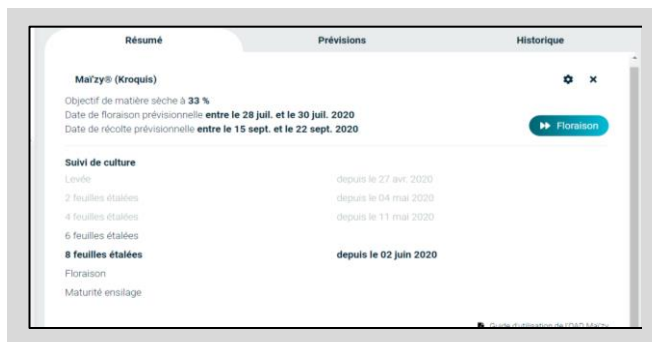 Résumé Prévisions Historique
Maï'zy® (Kroquis)
Objectif de matière sèche à 33 %
Date de floraison prévisionnelle entre le 28 juil. et le 30 juil. 2020
Date de récolte prévisionnelle entre le 15 sept. et le 22 sept. 2020
Floraison
Suivi de culture
Levée depuis le 27 avr. 2020
2 feuilles étalées depuis le 04 mai 2020
4 feuilles étalées depuis le 11 mai 2020
6 feuilles étalées
8 feuilles étalées depuis le 02 juin 2020
Floraison
Maturité ensilage
Guide d'utilisation de l'OAD Maï'zy